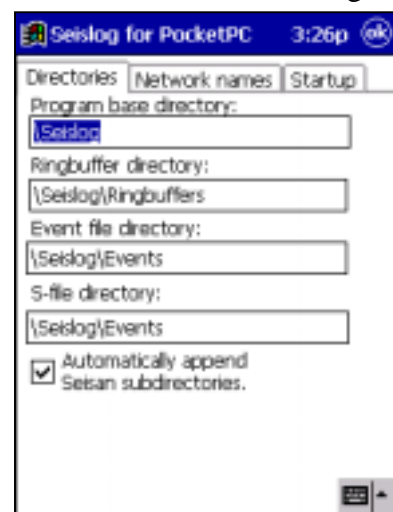 Seislog for PocketPC 3:26p ok
Directories Network names Startup
Program base directory:
\Seislog
Ringbuffer directory:
\Seislog\Ringbuffers
Event file directory:
\Seislog\Events
S-file directory:
\Seislog\Events
Automatically append
Seisan subdirectories.